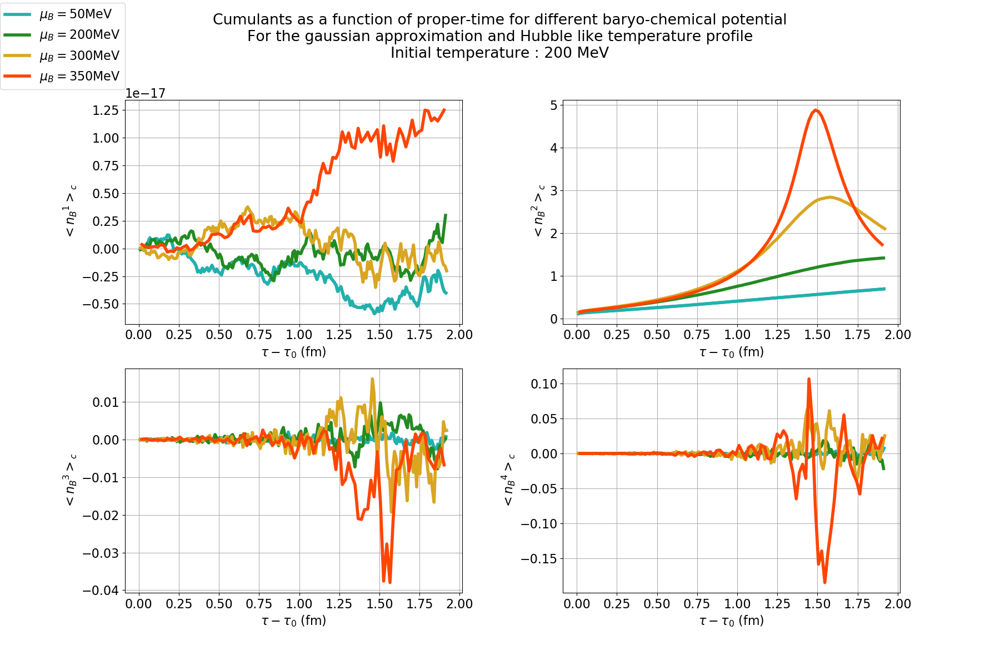 μB = 50MeV
μB = 200MeV
μB = 300MeV
μB = 350MeV
Cumulants as a function of proper-time for different baryo-chemical potential
For the gaussian approximation and Hubble like temperature profile
Initial temperature : 200 MeV
1e−17
1.25
1.00
0.75
0.50
0.25
0.00
−0.25
−0.50
< nB¹ >c
0.00 0.25 0.50 0.75 1.00 1.25 1.50 1.75 2.00
τ − τ0 (fm)
5
4
3
2
1
0
< nB² >c
0.00 0.25 0.50 0.75 1.00 1.25 1.50 1.75 2.00
τ − τ0 (fm)
0.01
0.00
−0.01
−0.02
−0.03
−0.04
< nB³ >c
0.00 0.25 0.50 0.75 1.00 1.25 1.50 1.75 2.00
τ − τ0 (fm)
0.10
0.05
0.00
−0.05
−0.10
−0.15
< nB⁴ >c
0.00 0.25 0.50 0.75 1.00 1.25 1.50 1.75 2.00
τ − τ0 (fm)